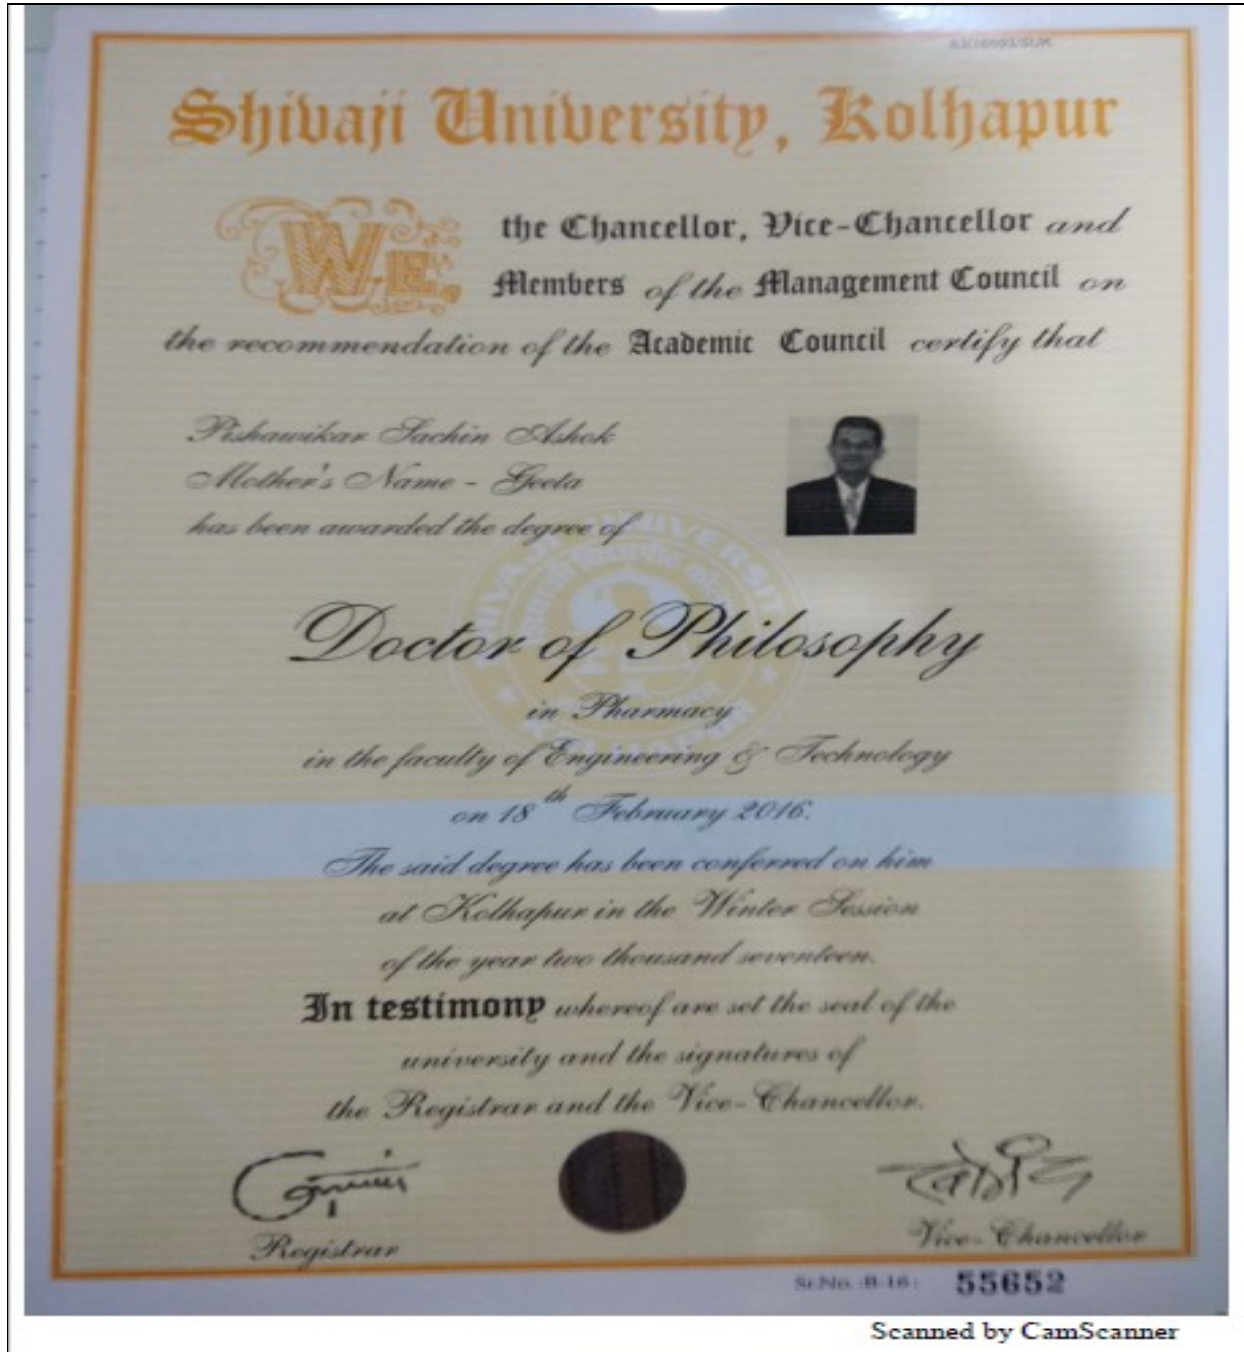 Shivaji University, Kolhapur
WE, the Chancellor, Vice-Chancellor and
Members of the Management Council on
the recommendation of the Academic Council certify that
Pishawikar Sachin Ashok
Mother's Name - Geeta
has been awarded the degree of
Doctor of Philosophy
in Pharmacy
in the faculty of Engineering & Technology
on 18th February 2016.
The said degree has been conferred on him
at Kolhapur in the Winter Session
of the year two thousand seventeen.
In testimony whereof are set the seal of the
university and the signatures of
the Registrar and the Vice-Chancellor.
Registrar
Vice-Chancellor
Sr.No. :B-16: 55652
Scanned by CamScanner